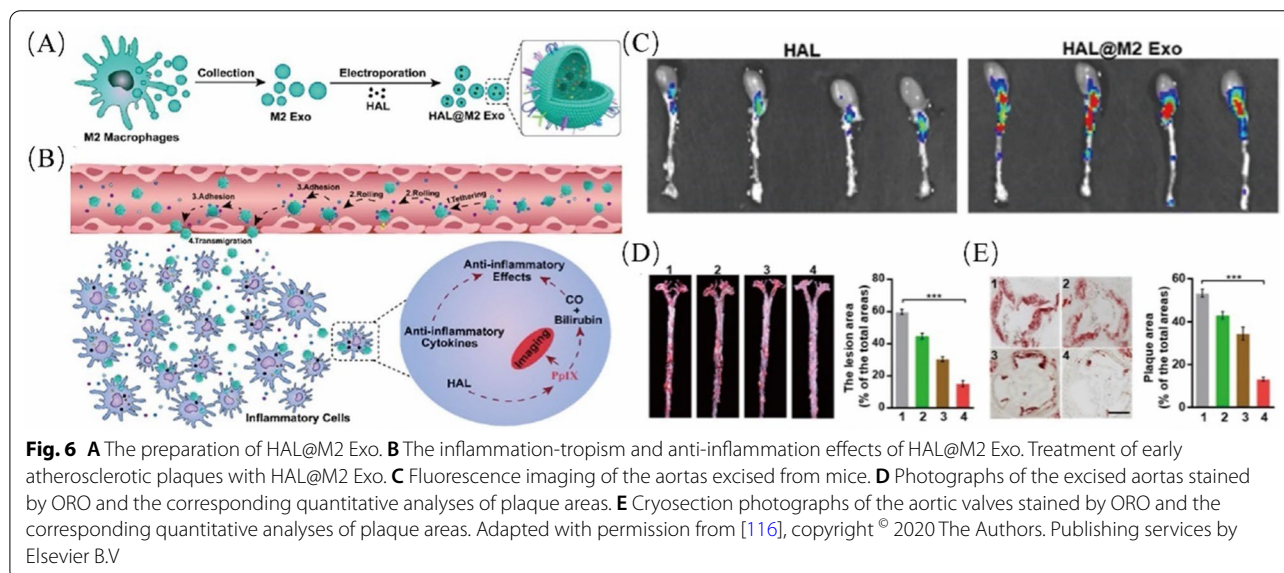 (A)
Collection
Electroporation
HAL
M2 Macrophages
M2 Exo
HAL@M2 Exo
(B)
3.Adhesion
3.Adhesion
2.Rolling
2.Rolling
1.Tethering
4.Transmigration
Anti-inflammatory
Effects
CO
+
Bilirubin
Anti-inflammatory
Cytokines
Imaging
PpIX
HAL
Inflammatory Cells
(C)
HAL
HAL@M2 Exo
(D)
1 2 3 4
The lesion area
(% of the total areas)
80
60
40
20
0
***
1 2 3 4
(E)
1 2
3 4
Plaque area
(% of the total areas)
60
40
20
0
***
1 2 3 4
Fig. 6 A The preparation of HAL@M2 Exo. B The inflammation-tropism and anti-inflammation effects of HAL@M2 Exo. Treatment of early
atherosclerotic plaques with HAL@M2 Exo. C Fluorescence imaging of the aortas excised from mice. D Photographs of the excised aortas stained
by ORO and the corresponding quantitative analyses of plaque areas. E Cryosection photographs of the aortic valves stained by ORO and the
corresponding quantitative analyses of plaque areas. Adapted with permission from [116], copyright © 2020 The Authors. Publishing services by
Elsevier B.V